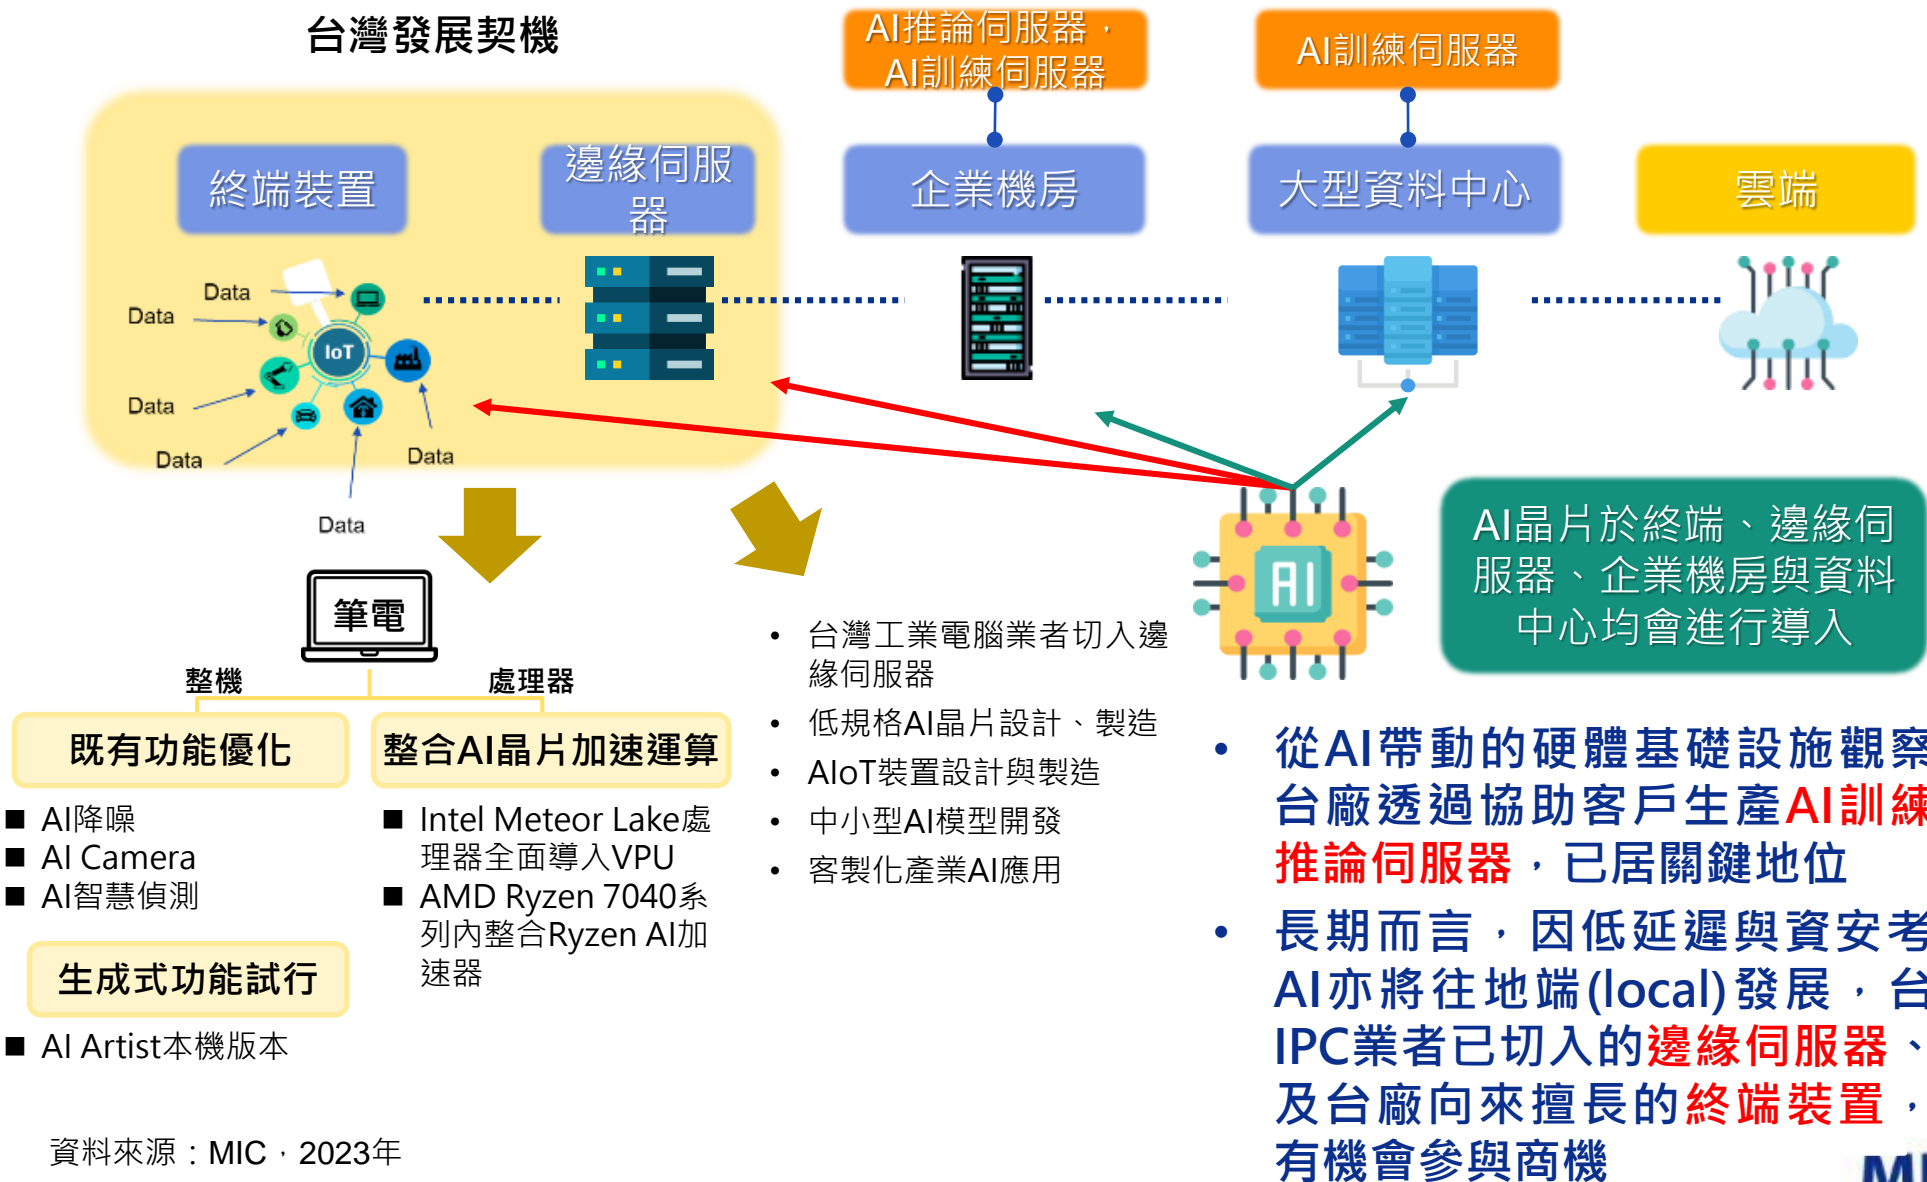 台灣發展契機
AI推論伺服器，
AI訓練伺服器
AI訓練伺服器
終端裝置
邊緣伺服
器
企業機房
大型資料中心
雲端
Data
Data
IoT
Data
Data
Data
Data
AI
AI晶片於終端、邊緣伺
服器、企業機房與資料
中心均會進行導入
筆電
整機
處理器
既有功能優化
■ AI降噪
■ AI Camera
■ AI智慧偵測
生成式功能試行
■ AI Artist本機版本
整合AI晶片加速運算
■ Intel Meteor Lake處
理器全面導入VPU
■ AMD Ryzen 7040系
列內整合Ryzen AI加
速器
• 台灣工業電腦業者切入邊
緣伺服器
• 低規格AI晶片設計、製造
• AIoT裝置設計與製造
• 中小型AI模型開發
• 客製化產業AI應用
• 從AI帶動的硬體基礎設施觀察
台廠透過協助客戶生產AI訓練
推論伺服器，已居關鍵地位
• 長期而言，因低延遲與資安考
AI亦將往地端(local)發展，台
IPC業者已切入的邊緣伺服器、
及台廠向來擅長的終端裝置，
有機會參與商機
資料來源：MIC，2023年